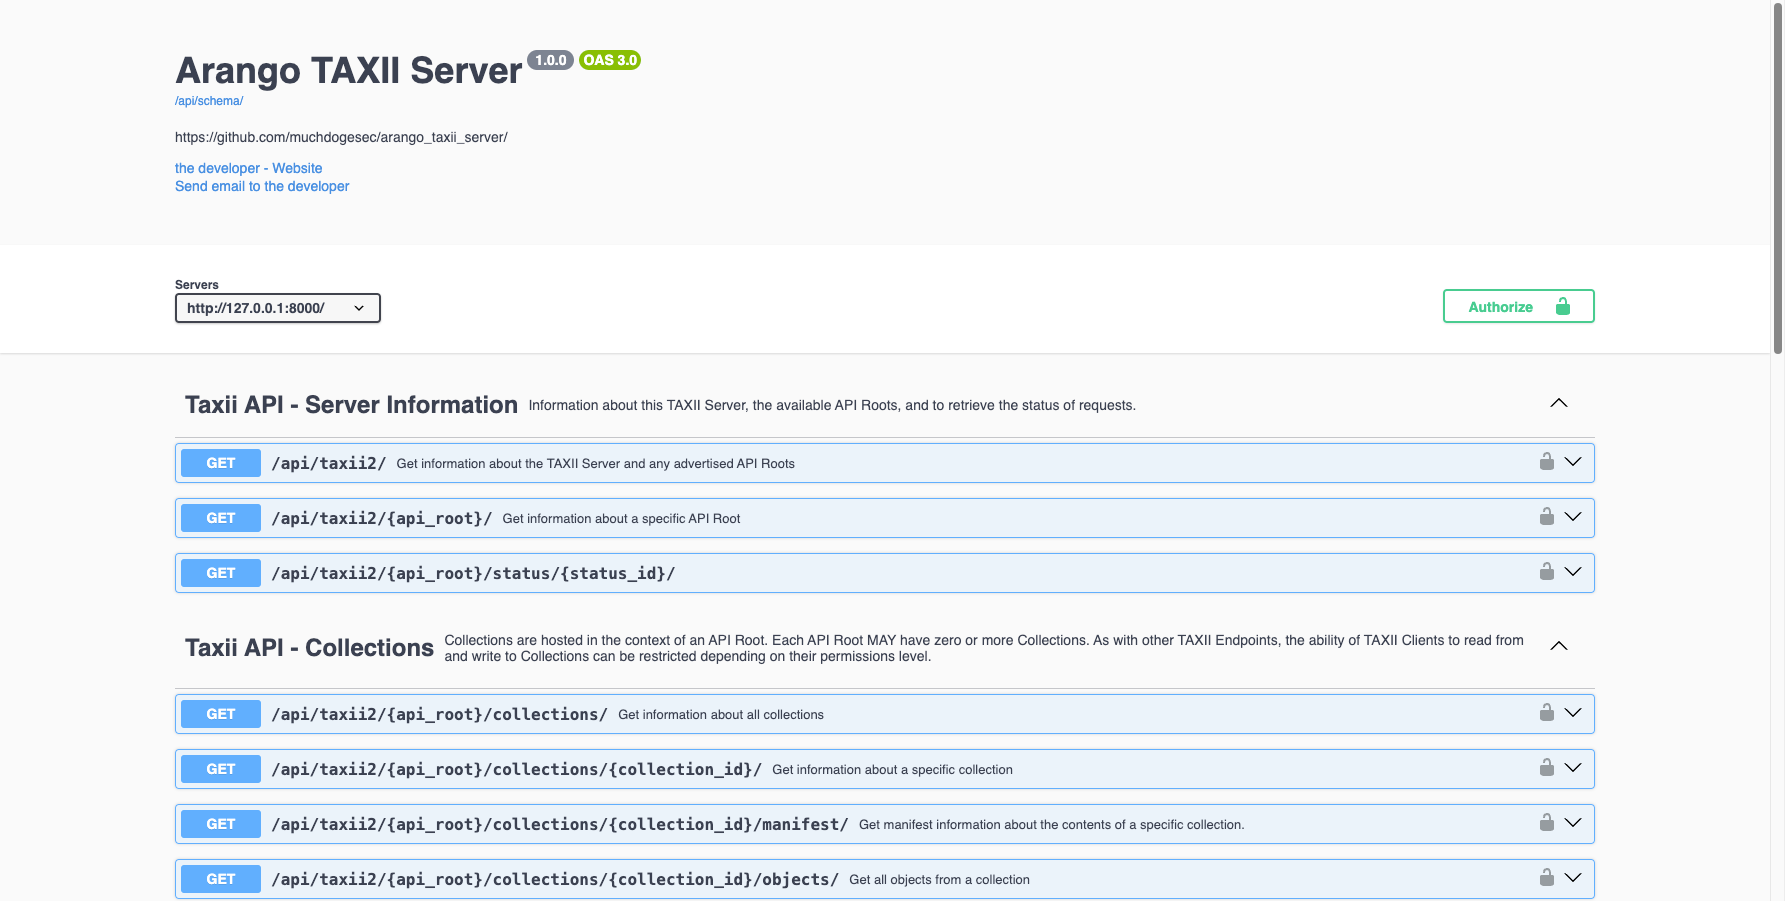 Arango TAXII Server 1.0.0 OAS 3.0
/api/schema/
https://github.com/muchdogesec/arango_taxii_server/
the developer - Website
Send email to the developer
Servers
http://127.0.0.1:8000/
Authorize
Taxii API - Server Information Information about this TAXII Server, the available API Roots, and to retrieve the status of requests.
GET /api/taxii2/ Get information about the TAXII Server and any advertised API Roots
GET /api/taxii2/{api_root}/ Get information about a specific API Root
GET /api/taxii2/{api_root}/status/{status_id}/
Taxii API - Collections Collections are hosted in the context of an API Root. Each API Root MAY have zero or more Collections. As with other TAXII Endpoints, the ability of TAXII Clients to read from
and write to Collections can be restricted depending on their permissions level.
GET /api/taxii2/{api_root}/collections/ Get information about all collections
GET /api/taxii2/{api_root}/collections/{collection_id}/ Get information about a specific collection
GET /api/taxii2/{api_root}/collections/{collection_id}/manifest/ Get manifest information about the contents of a specific collection.
GET /api/taxii2/{api_root}/collections/{collection_id}/objects/ Get all objects from a collection